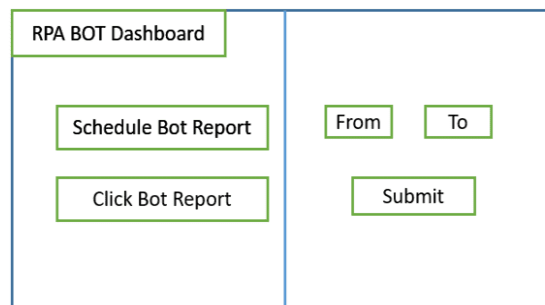 RPA BOT Dashboard
Schedule Bot Report
Click Bot Report
From
To
Submit